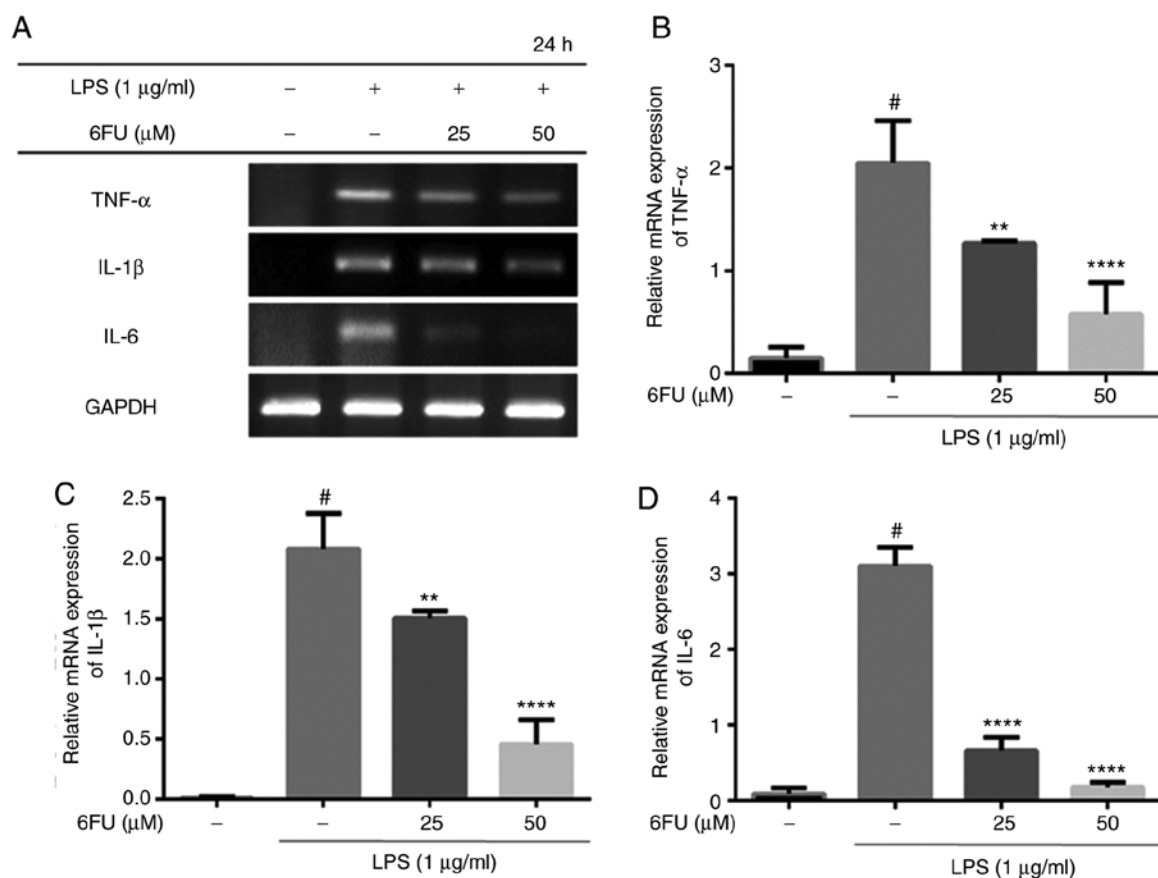 A
24 h
LPS (1 μg/ml) – + + +
6FU (μM) – – 25 50
TNF-α
IL-1β
IL-6
GAPDH
B
Relative mRNA expression
of TNF-α
3
2
1
0
#
**
****
6FU (μM) – – 25 50
LPS (1 μg/ml)
C
Relative mRNA expression
of IL-1β
2.5
2.0
1.5
1.0
0.5
0.0
#
**
****
6FU (μM) – – 25 50
LPS (1 μg/ml)
D
Relative mRNA expression
of IL-6
4
3
2
1
0
#
****
****
6FU (μM) – – 25 50
LPS (1 μg/ml)